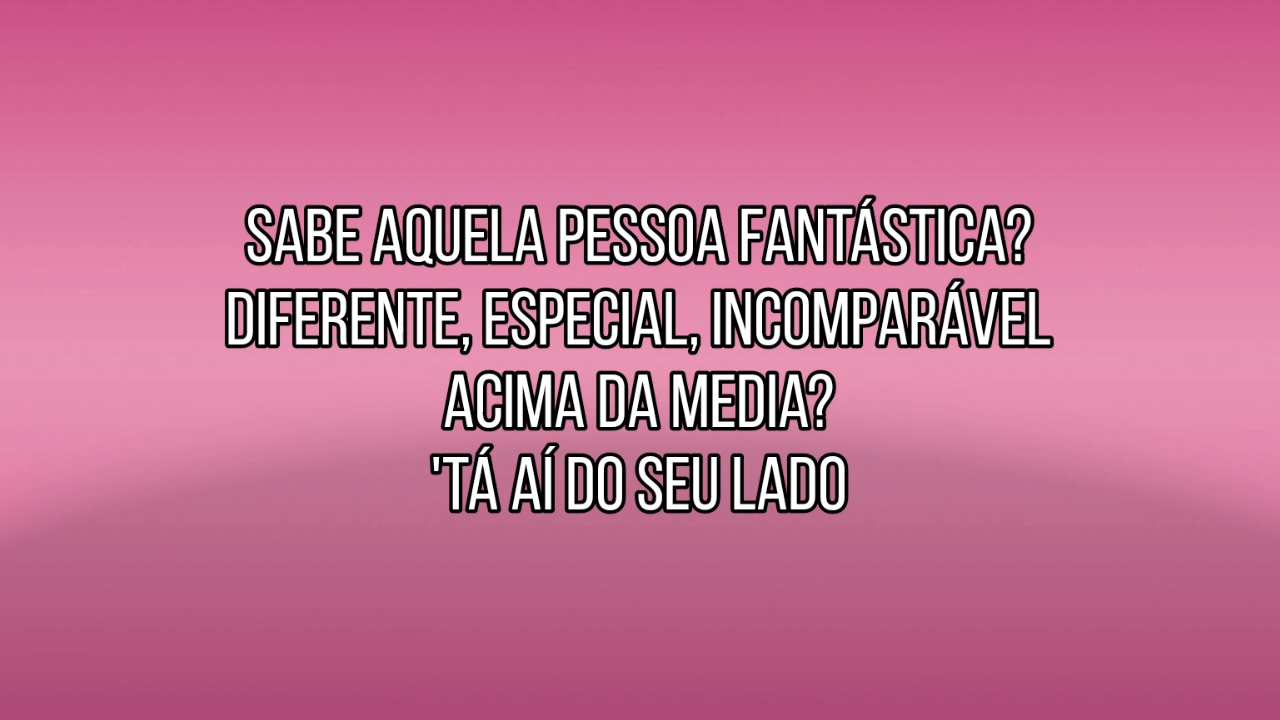 SABE AQUELA PESSOA FANTÁSTICA?
DIFERENTE, ESPECIAL, INCOMPARÁVEL
ACIMA DA MEDIA?
'TÁ AÍ DO SEU LADO